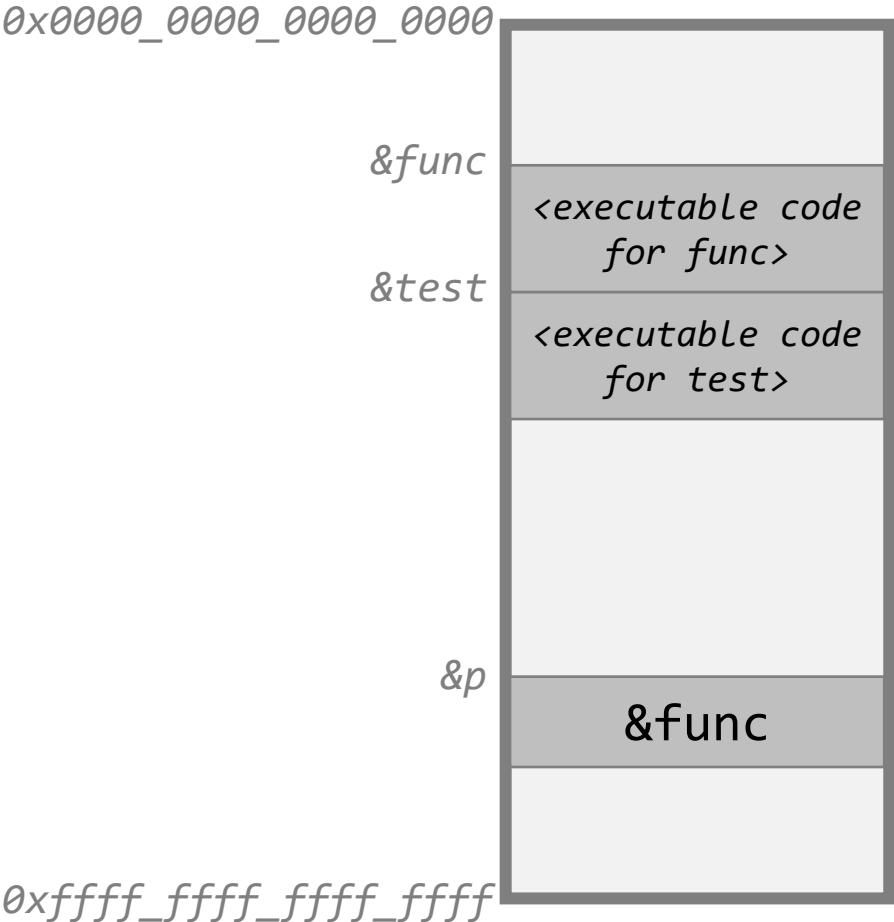 0x0000_0000_0000_0000
&func
<executable code
for func>
&test
<executable code
for test>
&p
&func
0xffff_ffff_ffff_ffff